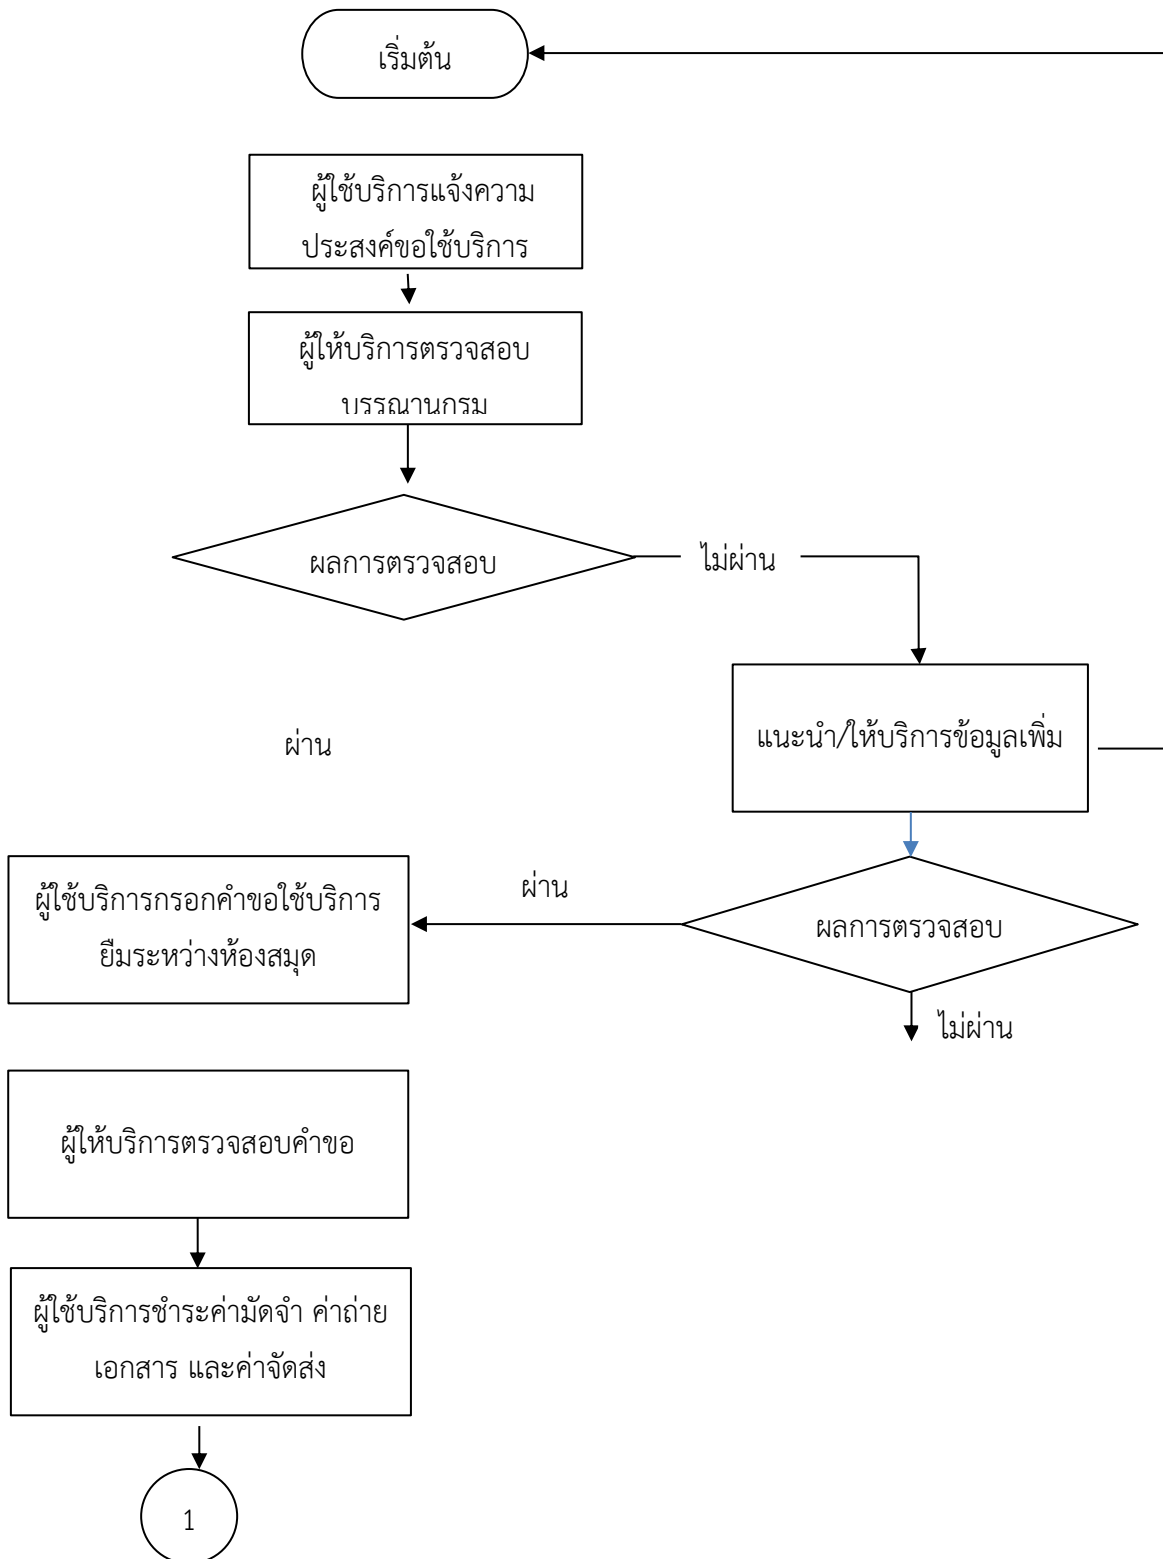 เริ่มต้น
ผู้ใช้บริการแจ้งความ
ประสงค์ขอใช้บริการ
ผู้ให้บริการตรวจสอบ
บรรณานุกรม
ผลการตรวจสอบ
ไม่ผ่าน
แนะนำ/ให้บริการข้อมูลเพิ่ม
ผ่าน
ผู้ใช้บริการกรอกคำขอใช้บริการ
ยืมระหว่างห้องสมุด
ผ่าน
ผลการตรวจสอบ
ไม่ผ่าน
ผู้ให้บริการตรวจสอบคำขอ
ผู้ใช้บริการชำระค่ามัดจำ ค่าถ่าย
เอกสาร และค่าจัดส่ง
1